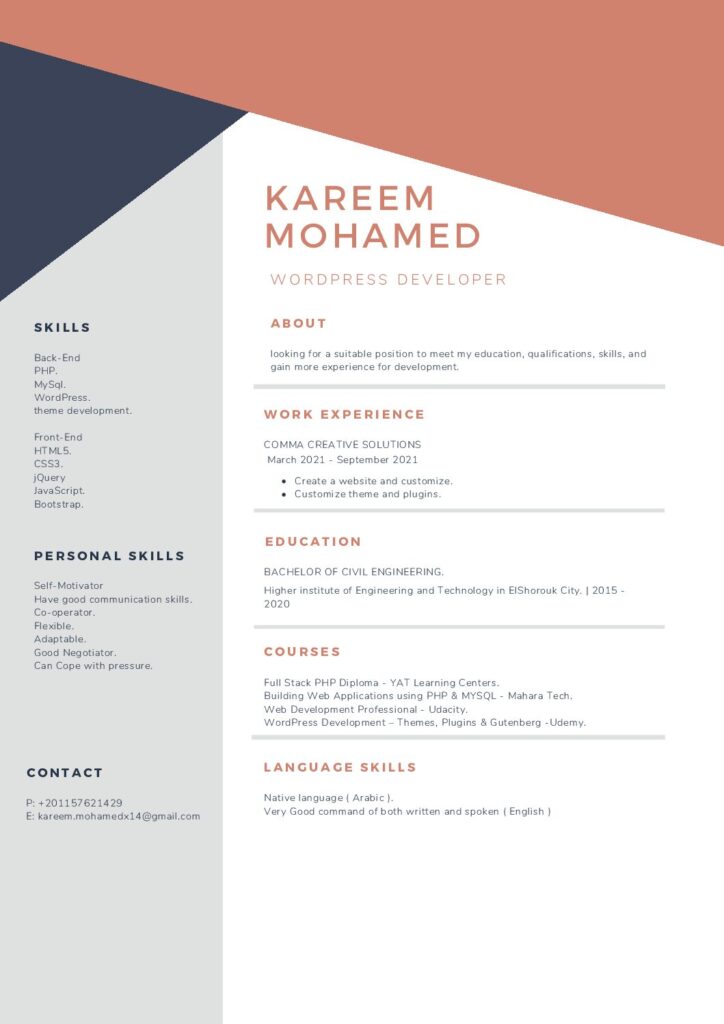 KAREEM
MOHAMED
WORDPRESS DEVELOPER
SKILLS
Back-End
PHP.
MySql.
WordPress.
theme development.
Front-End
HTML5.
CSS3.
jQuery
JavaScript.
Bootstrap.
PERSONAL SKILLS
Self-Motivator
Have good communication skills.
Co-operator.
Flexible.
Adaptable.
Good Negotiator.
Can Cope with pressure.
CONTACT
P: +201157621429
E: kareem.mohamedx14@gmail.com
ABOUT
looking for a suitable position to meet my education, qualifications, skills, and
gain more experience for development.
WORK EXPERIENCE
COMMA CREATIVE SOLUTIONS
March 2021 - September 2021
• Create a website and customize.
• Customize theme and plugins.
EDUCATION
BACHELOR OF CIVIL ENGINEERING.
Higher institute of Engineering and Technology in ElShorouk City. | 2015 -
2020
COURSES
Full Stack PHP Diploma - YAT Learning Centers.
Building Web Applications using PHP & MYSQL - Mahara Tech.
Web Development Professional - Udacity.
WordPress Development – Themes, Plugins & Gutenberg -Udemy.
LANGUAGE SKILLS
Native language ( Arabic ).
Very Good command of both written and spoken ( English )